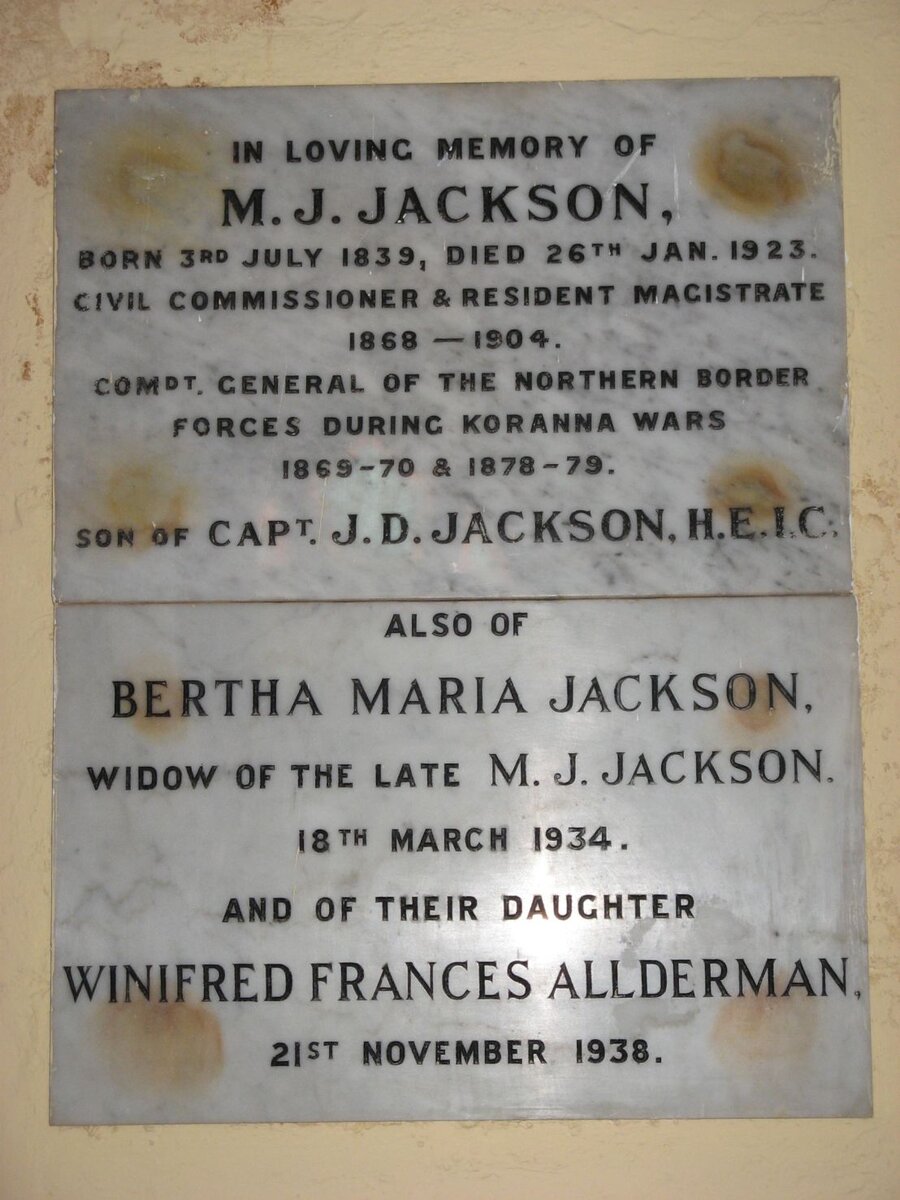 IN LOVING MEMORY OF
M. J. JACKSON,
BORN 3RD JULY 1839, DIED 26TH JAN. 1923.
CIVIL COMMISSIONER & RESIDENT MAGISTRATE
1868 — 1904.
COMDT. GENERAL OF THE NORTHERN BORDER
FORCES DURING KORANNA WARS
1869-70 & 1878-79.
SON OF CAPT. J. D. JACKSON, H.E.I.C.
ALSO OF
BERTHA MARIA JACKSON,
WIDOW OF THE LATE M. J. JACKSON.
18TH MARCH 1934.
AND OF THEIR DAUGHTER
WINIFRED FRANCES ALLDERMAN,
21ST NOVEMBER 1938.